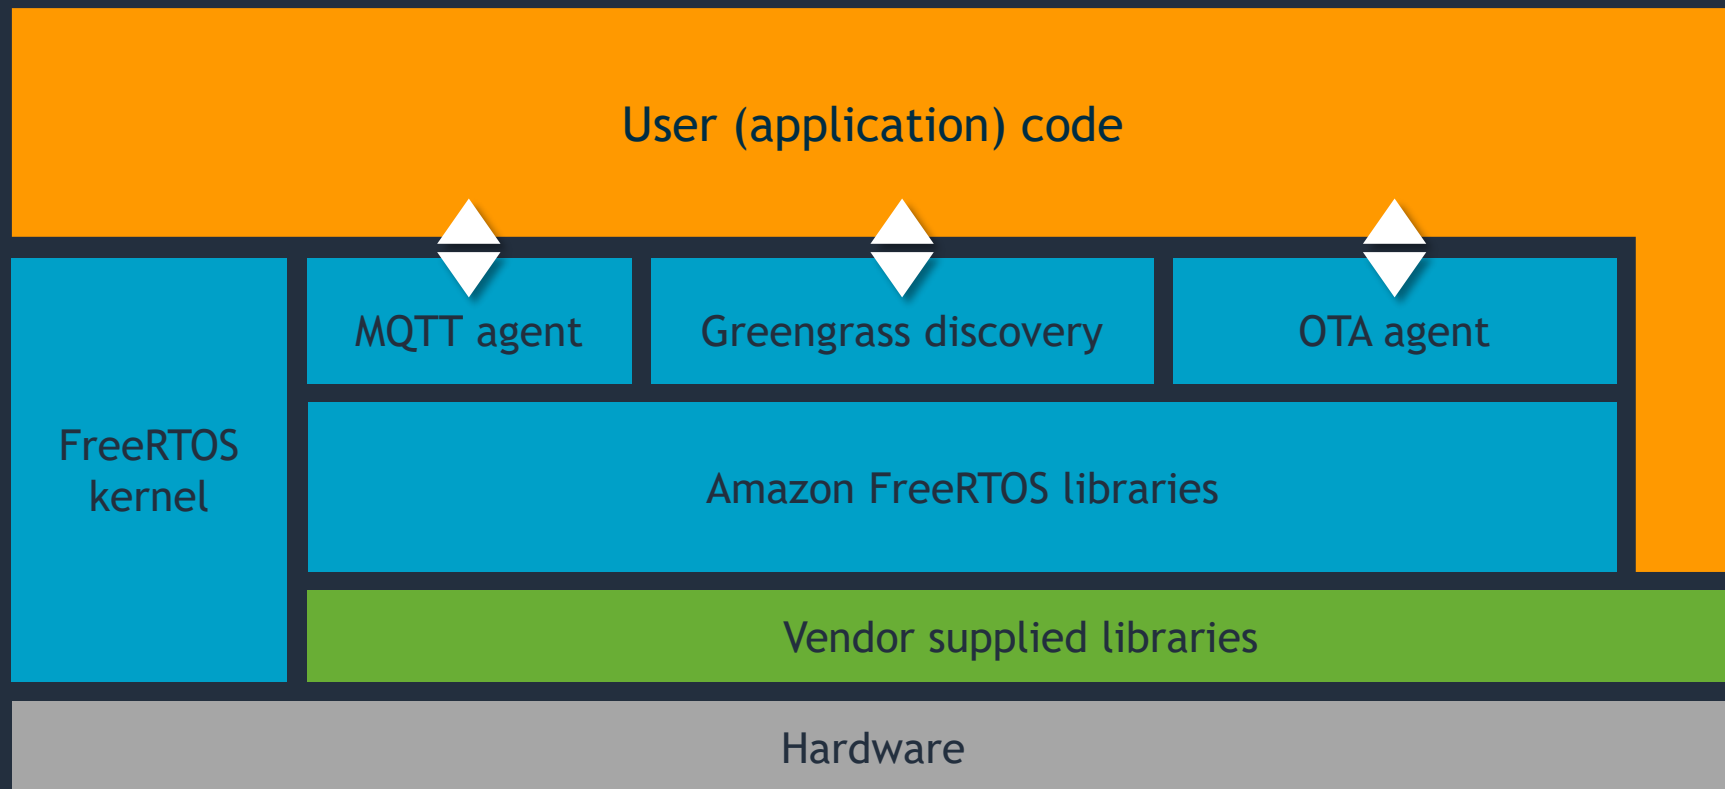 User (application) code
MQTT agent
Greengrass discovery
OTA agent
FreeRTOS
kernel
Amazon FreeRTOS libraries
Vendor supplied libraries
Hardware